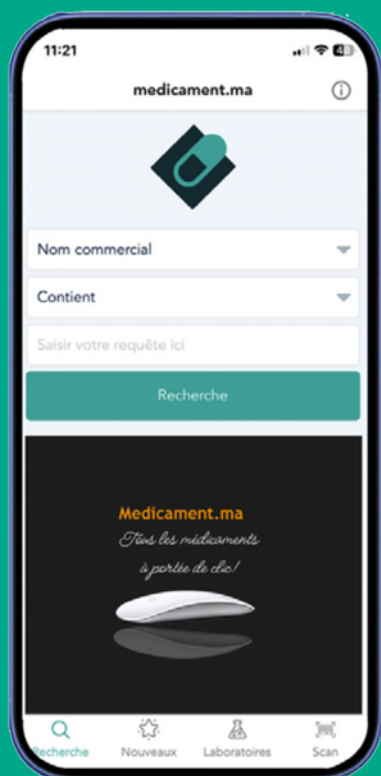 11:21
medicament.ma
Nom commercial
Contient
Saisir votre requête ici
Recherche
Medicament.ma
Tous les médicaments
à portée de clic!
Recherche
Nouveaux
Laboratoires
Scan